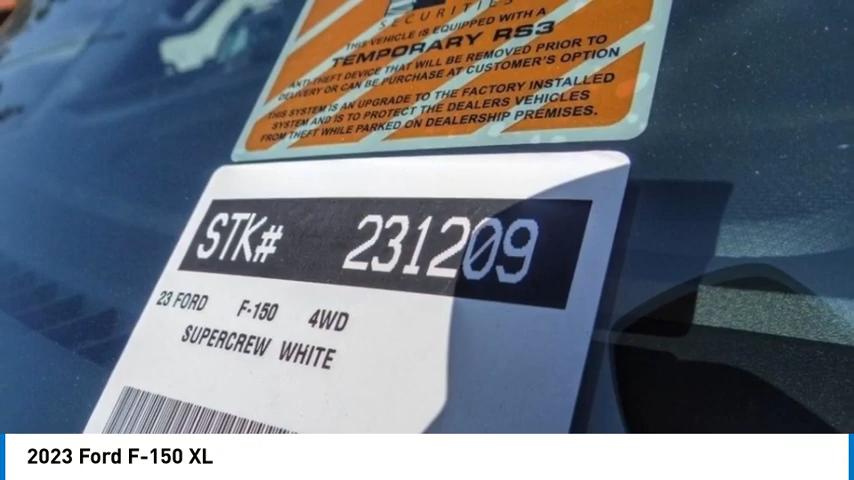 SECURITIES
THIS VEHICLE IS EQUIPPED WITH A
TEMPORARY RS3
ANTI-THEFT DEVICE THAT WILL BE REMOVED PRIOR TO
DELIVERY OR CAN BE PURCHASE AT CUSTOMER'S OPTION
THIS SYSTEM IS AN UPGRADE TO THE FACTORY INSTALLED
SYSTEM AND IS TO PROTECT THE DEALERS VEHICLES
FROM THEFT WHILE PARKED ON DEALERSHIP PREMISES.
STK# 231209
23 FORD F-150 4WD
SUPERCREW WHITE
2023 Ford F-150 XL